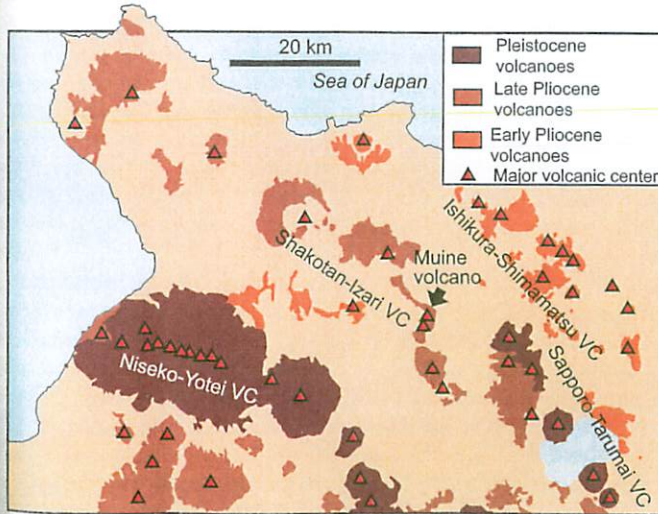 20 km
Sea of Japan
Pleistocene
volcanoes
Late Pliocene
volcanoes
Early Pliocene
volcanoes
Major volcanic center
Ishikura-Shimamatsu VC
Shakotan-Izari VC
Muine
volcano
Niseko-Yotei VC
Sapporo-Tarumai VC